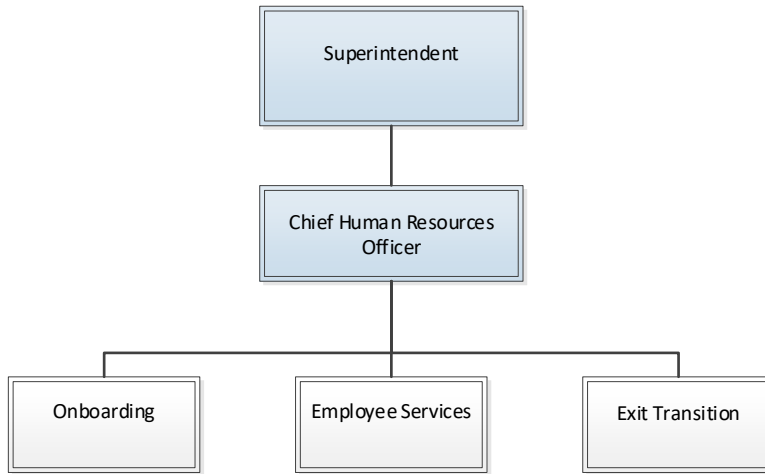 Superintendent
Chief Human Resources
Officer
Onboarding
Employee Services
Exit Transition